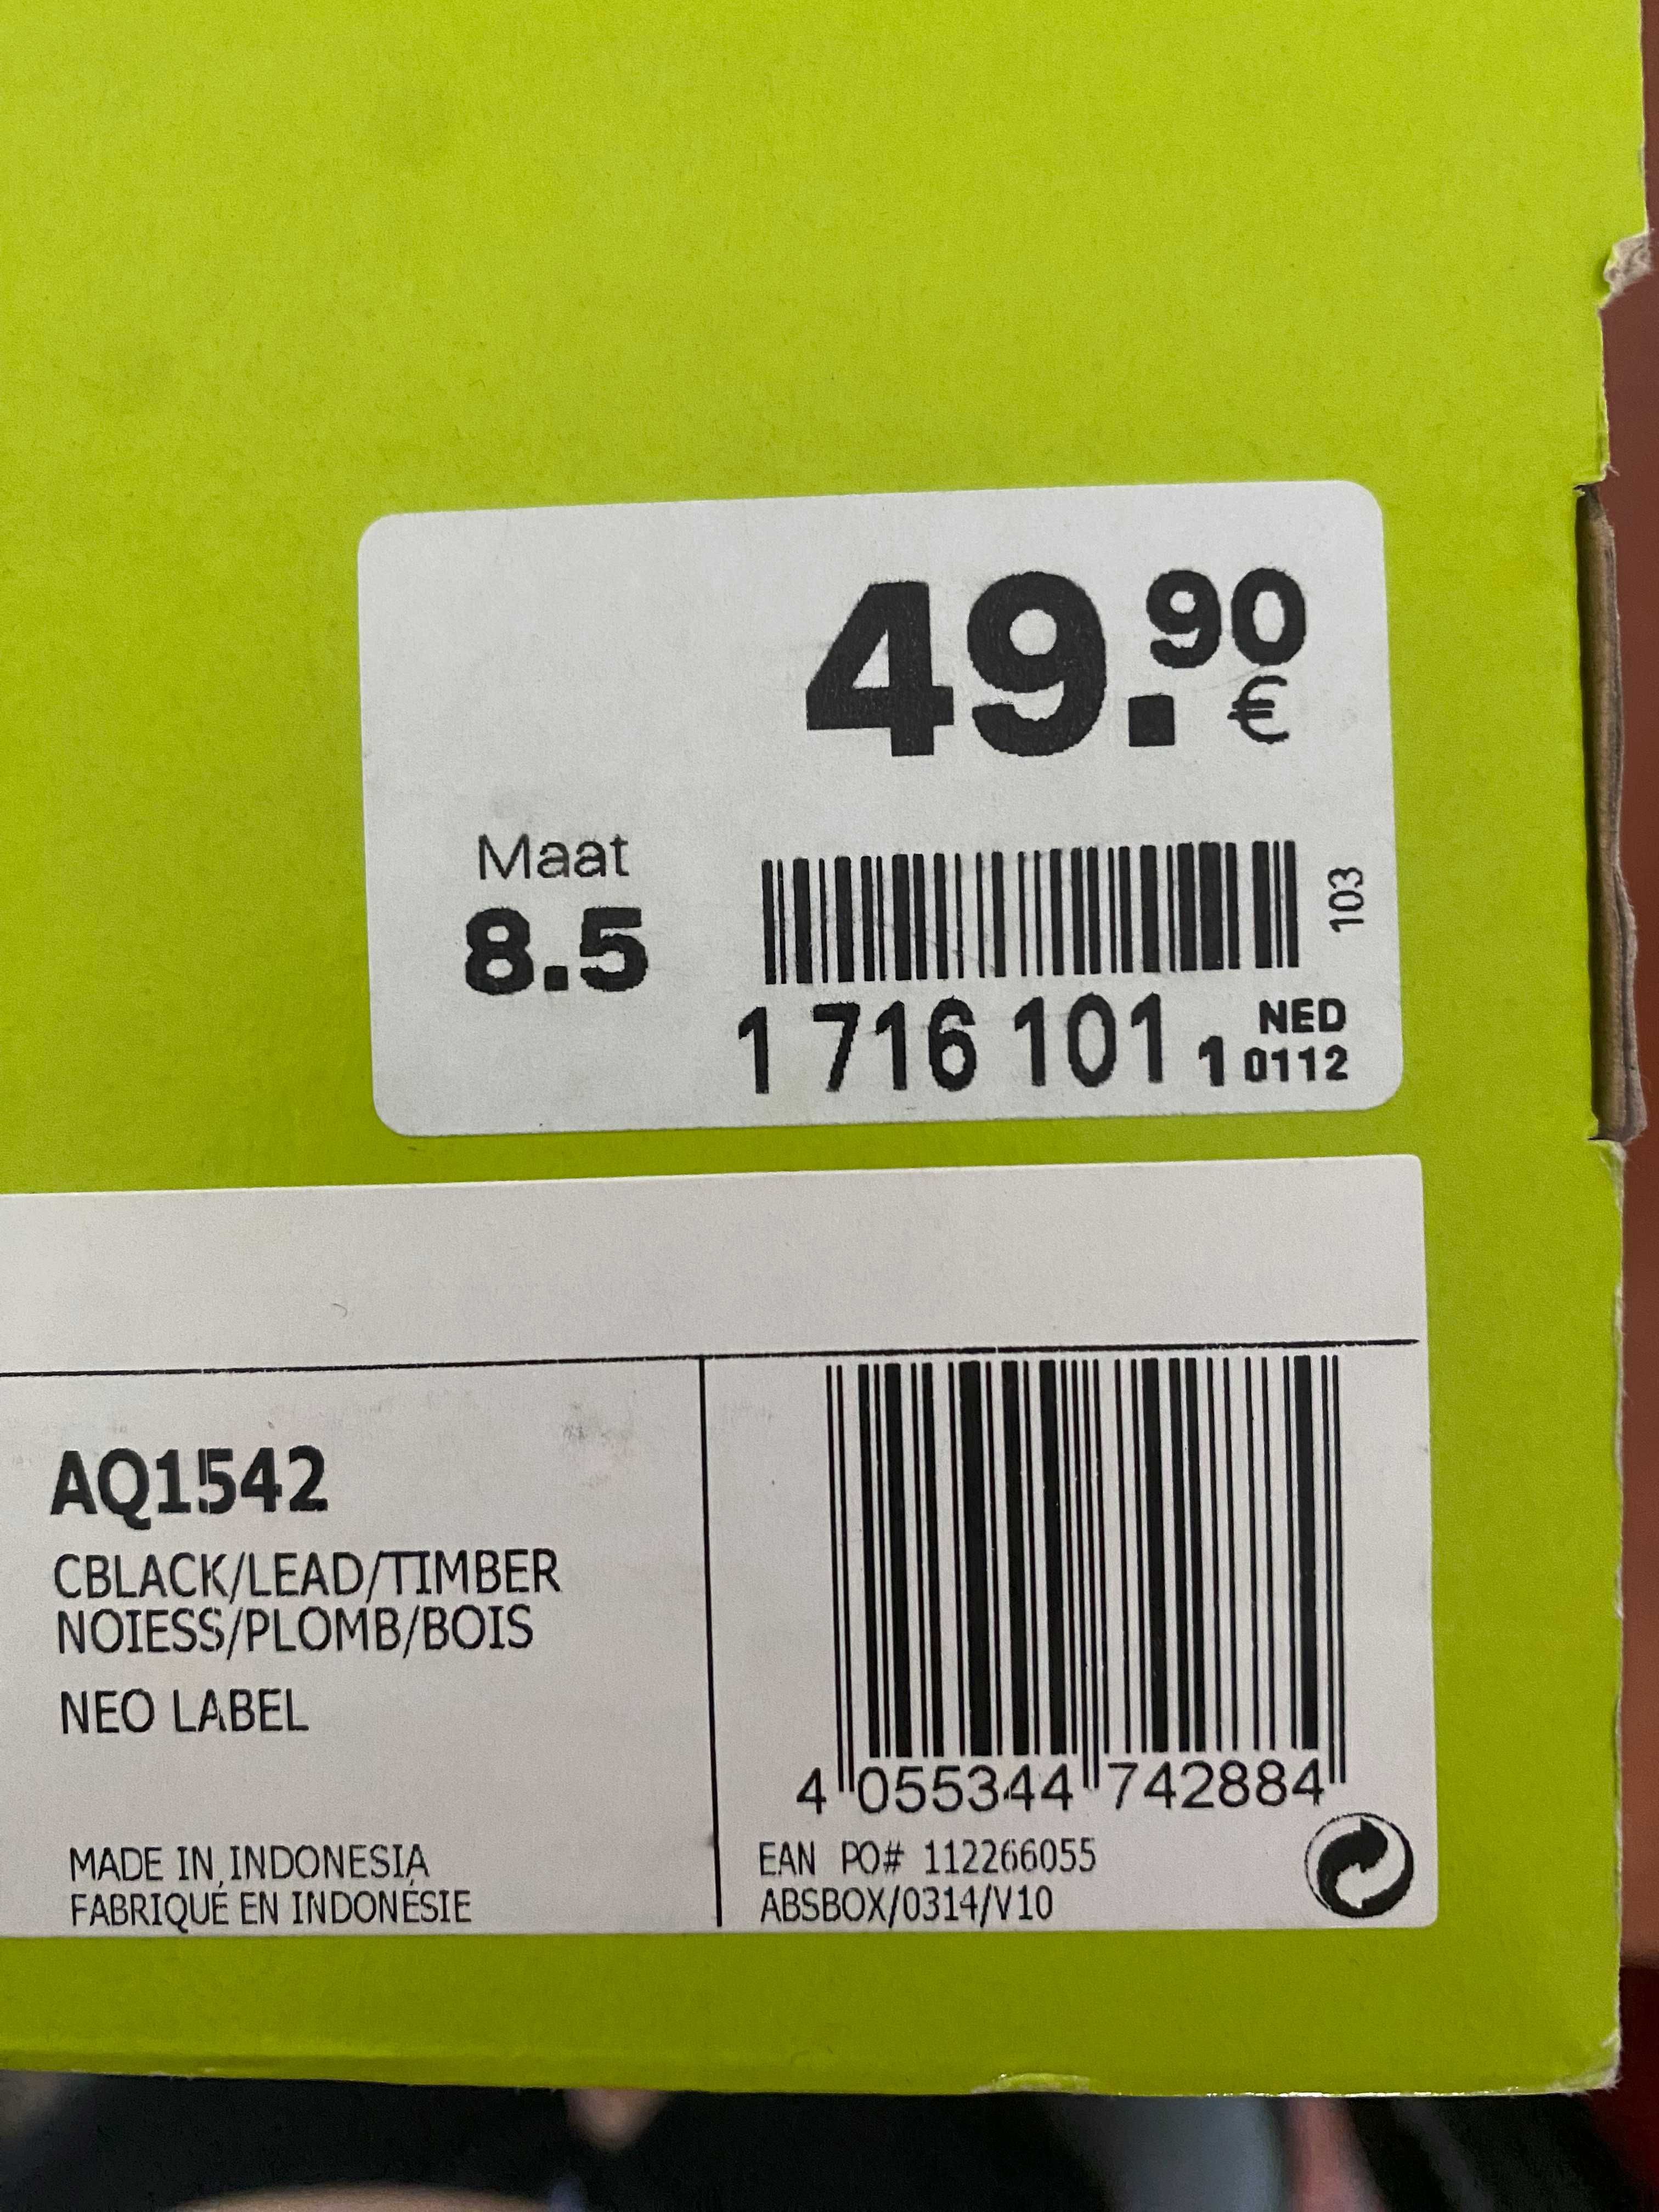 49.90
€
Maat
8.5
103
1 716 101 1 NED
0112
AQ1542
CBLACK/LEAD/TIMBER
NOIESS/PLOMB/BOIS
NEO LABEL
MADE IN INDONESIA
FABRIQUÉ EN INDONÉSIE
4 055344 742884
EAN PO# 112266055
ABSBOX/0314/V10